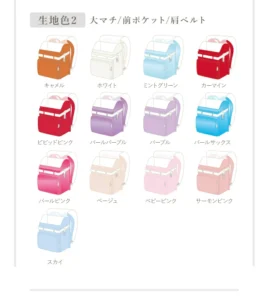 生地色2 大マチ/前ポケット/肩ベルト
キャメル ホワイト ミントグリーン カーマイン
ビビッドピンク パールパープル パープル パールサックス
パールピンク ベージュ ベビーピンク サーモンピンク
スカイ